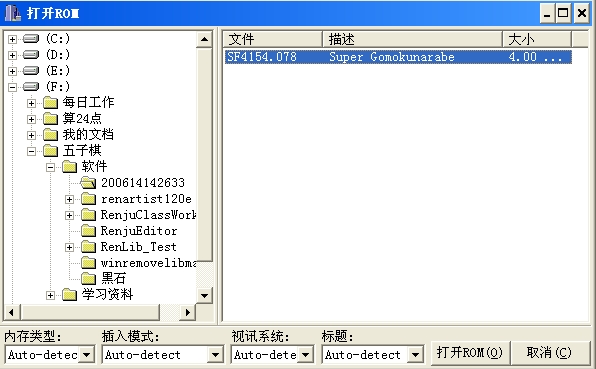 打开ROM
(C:)
(D:)
(E:)
(F:)
每日工作
算24点
我的文档
五子棋
软件
200614142633
renartist120e
RenjuClassWork
RenjuEditor
RenLib_Test
winremovelibma
黑石
学习资料
文件 描述 大小
SF4154.078 Super Gomokunarabe 4.00 ...
内存类型: 插入模式: 视讯系统: 标题:
Auto-detec Auto-detect Auto-dete Auto-detect 打开ROM(O) 取消(C)